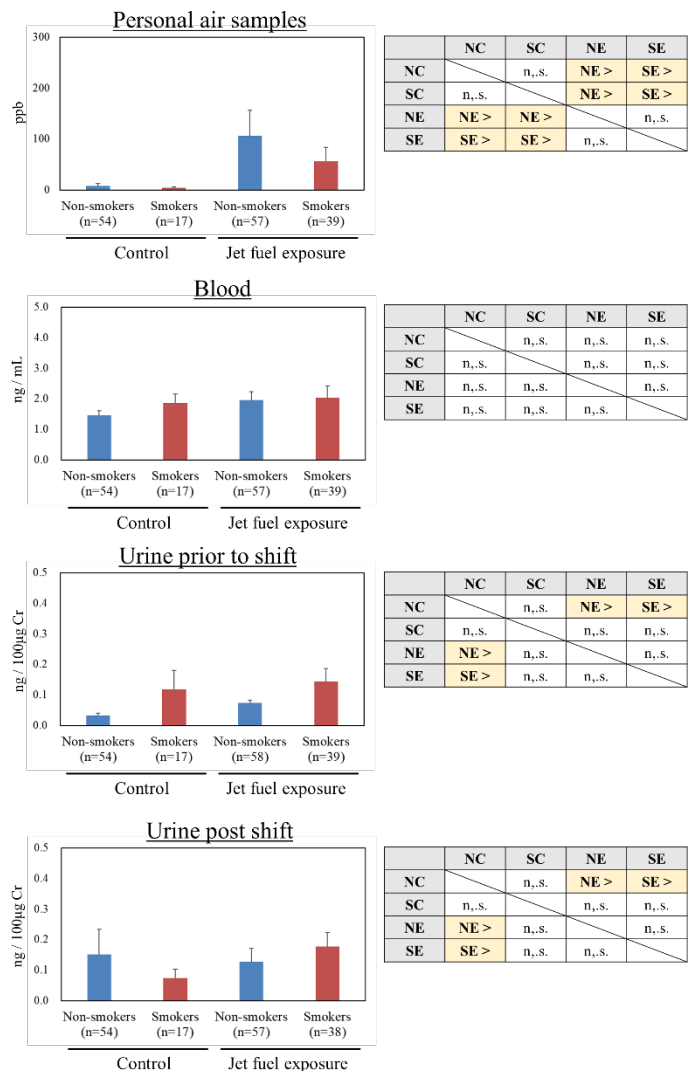 Personal air samples
300
200
100
0
ppb
Non-smokers Smokers Non-smokers Smokers
(n=54) (n=17) (n=57) (n=39)
Control Jet fuel exposure
NC SC NE SE
NC n,.s. NE > SE >
SC n,.s. NE > SE >
NE NE > NE > n,.s.
SE SE > SE > n,.s.
Blood
5.0
4.0
3.0
2.0
1.0
0.0
ng / mL
Non-smokers Smokers Non-smokers Smokers
(n=54) (n=17) (n=57) (n=39)
Control Jet fuel exposure
NC SC NE SE
NC n,.s. n,.s. n,.s.
SC n,.s. n,.s. n,.s.
NE n,.s. n,.s. n,.s.
SE n,.s. n,.s. n,.s.
Urine prior to shift
0.5
0.4
0.3
0.2
0.1
0.0
ng / 100μg Cr
Non-smokers Smokers Non-smokers Smokers
(n=54) (n=17) (n=58) (n=39)
Control Jet fuel exposure
NC SC NE SE
NC n,.s. NE > SE >
SC n,.s. n,.s. n,.s.
NE NE > n,.s. n,.s.
SE SE > n,.s. n,.s.
Urine post shift
0.5
0.4
0.3
0.2
0.1
0.0
ng / 100μg Cr
Non-smokers Smokers Non-smokers Smokers
(n=54) (n=17) (n=57) (n=38)
Control Jet fuel exposure
NC SC NE SE
NC n,.s. NE > SE >
SC n,.s. n,.s. n,.s.
NE NE > n,.s. n,.s.
SE SE > n,.s. n,.s.